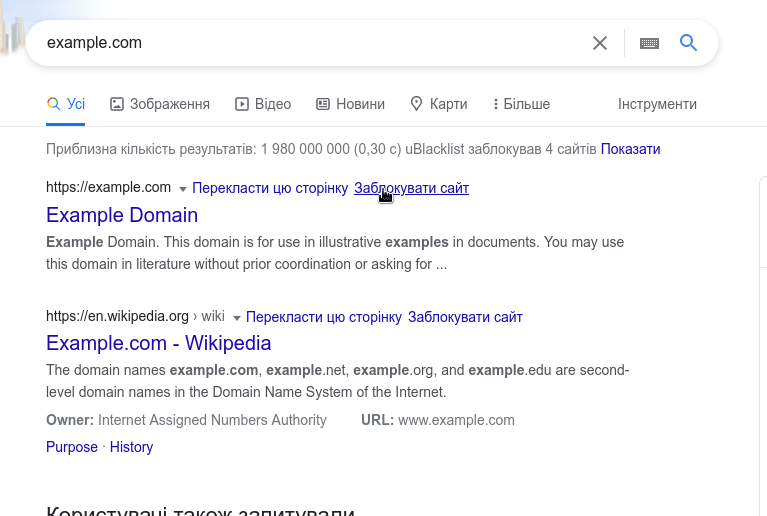 example.com
Усі Зображення Відео Новини Карти Більше Інструменти
Приблизна кількість результатів: 1 980 000 000 (0,30 с) uBlacklist заблокував 4 сайтів Показати
https://example.com Перекласти цю сторінку Заблокувати сайт
Example Domain
Example Domain. This domain is for use in illustrative examples in documents. You may use
this domain in literature without prior coordination or asking for ...
https://en.wikipedia.org › wiki Перекласти цю сторінку Заблокувати сайт
Example.com - Wikipedia
The domain names example.com, example.net, example.org, and example.edu are second-
level domain names in the Domain Name System of the Internet.
Owner: Internet Assigned Numbers Authority URL: www.example.com
Purpose · History
Користувачі також запитували